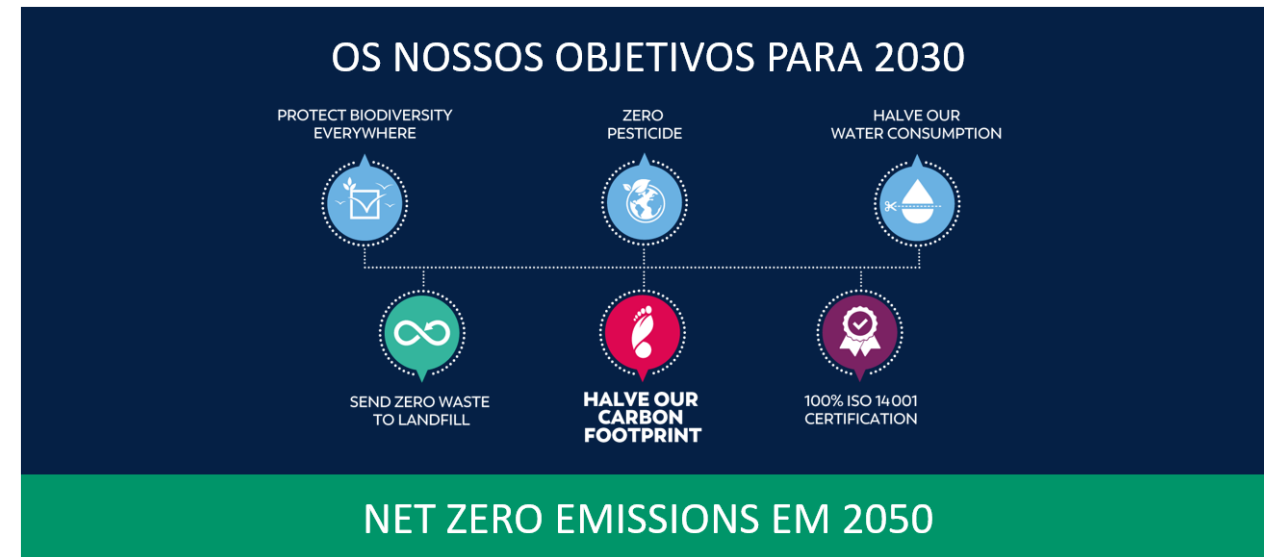 OS NOSSOS OBJETIVOS PARA 2030
PROTECT BIODIVERSITY
EVERYWHERE
ZERO
PESTICIDE
HALVE OUR
WATER CONSUMPTION
SEND ZERO WASTE
TO LANDFILL
HALVE OUR
CARBON
FOOTPRINT
100% ISO 14001
CERTIFICATION
NET ZERO EMISSIONS EM 2050